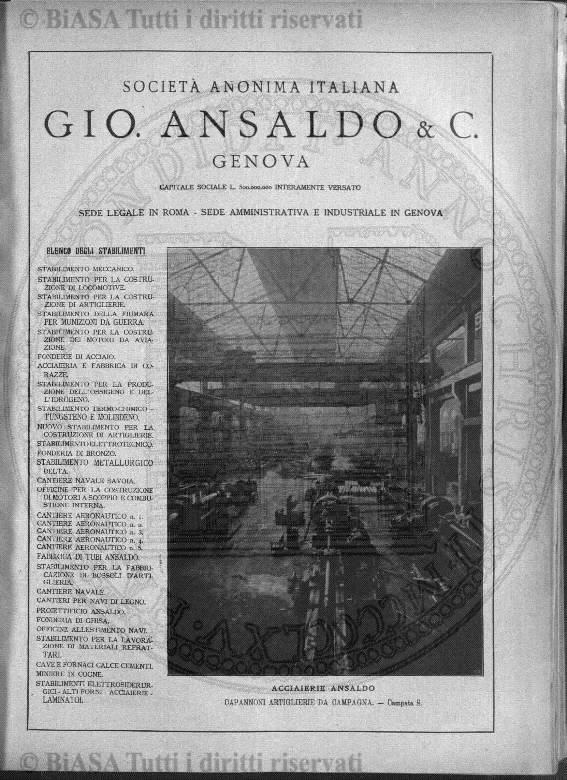 © BiASA Tutti i diritti riservati
SOCIETÀ ANONIMA ITALIANA
GIO. ANSALDO & C.
GENOVA
CAPITALE SOCIALE L. 500.000.000 INTERAMENTE VERSATO
SEDE LEGALE IN ROMA - SEDE AMMINISTRATIVA E INDUSTRIALE IN GENOVA
ELENCO DEGLI STABILIMENTI
STABILIMENTO MECCANICO.
STABILIMENTO PER LA COSTRU-
ZIONE DI LOCOMOTIVE.
STABILIMENTO PER LA COSTRU-
ZIONE DI ARTIGLIERIE.
STABILIMENTO DELLA FIUMARA
PER MUNIZIONI DA GUERRA.
STABILIMENTO PER LA COSTRU-
ZIONE DEI MOTORI DA AVIA-
ZIONE.
FONDERIE DI ACCIAIO.
ACCIAIERIA E FABBRICA DI CO-
RAZZE.
STABILIMENTO PER LA PRODU-
ZIONE DELL'OSSIGENO E DEL-
L'IDROGENO.
STABILIMENTO TERMOCHIMICO -
TUNGSTENO E MOLIBDENO.
NUOVO STABILIMENTO PER LA
COSTRUZIONE DI ARTIGLIERIE.
STABILIMENTO ELETTROTECNICO.
FONDERIA DI BRONZO.
STABILIMENTO METALLURGICO
DELTA.
CANTIERE NAVALE SAVOIA.
OFFICINE PER LA COSTRUZIONE
DI MOTORI A SCOPPIO E COMBU-
STIONE INTERNA.
CANTIERE AERONAUTICO n. 1.
CANTIERE AERONAUTICO n. 2.
CANTIERE AERONAUTICO n. 3.
CANTIERE AERONAUTICO n. 4.
CANTIERE AERONAUTICO n. 5.
FABBRICA DI TUBI ANSALDO.
STABILIMENTO PER LA FABBRI-
CAZIONE DI BOSSOLI D'ARTI-
GLIERIA.
CANTIERE NAVALE.
CANTIERI PER NAVI DI LEGNO.
PROIETTIFICIO ANSALDO.
FONDERIA DI GHISA.
OFFICINE ALLESTIMENTO NAVI.
STABILIMENTO PER LA LAVORA-
ZIONE DI MATERIALI REFRAT-
TARI.
CAVE E FORNACI CALCE CEMENTI.
MINIERE DI COGNE.
STABILIMENTI ELETTROSIDERUR-
GICI - ALTI FORNI - ACCIAIERIE -
LAMINATOI.
ACCIAIERIE ANSALDO
CAPANNONI ARTIGLIERIE DA CAMPAGNA. — Campata S.
© BiASA Tutti i diritti riservati